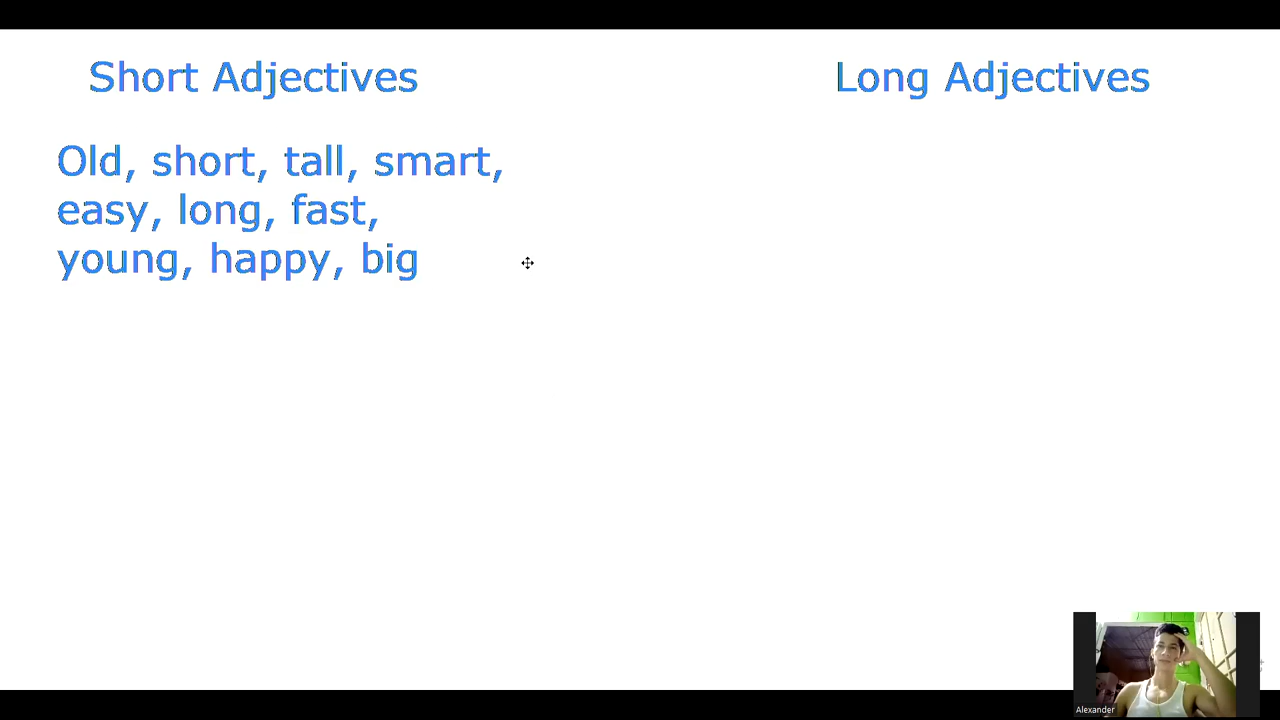 Short Adjectives
Long Adjectives
Old, short, tall, smart,
easy, long, fast,
young, happy, big
Alexander